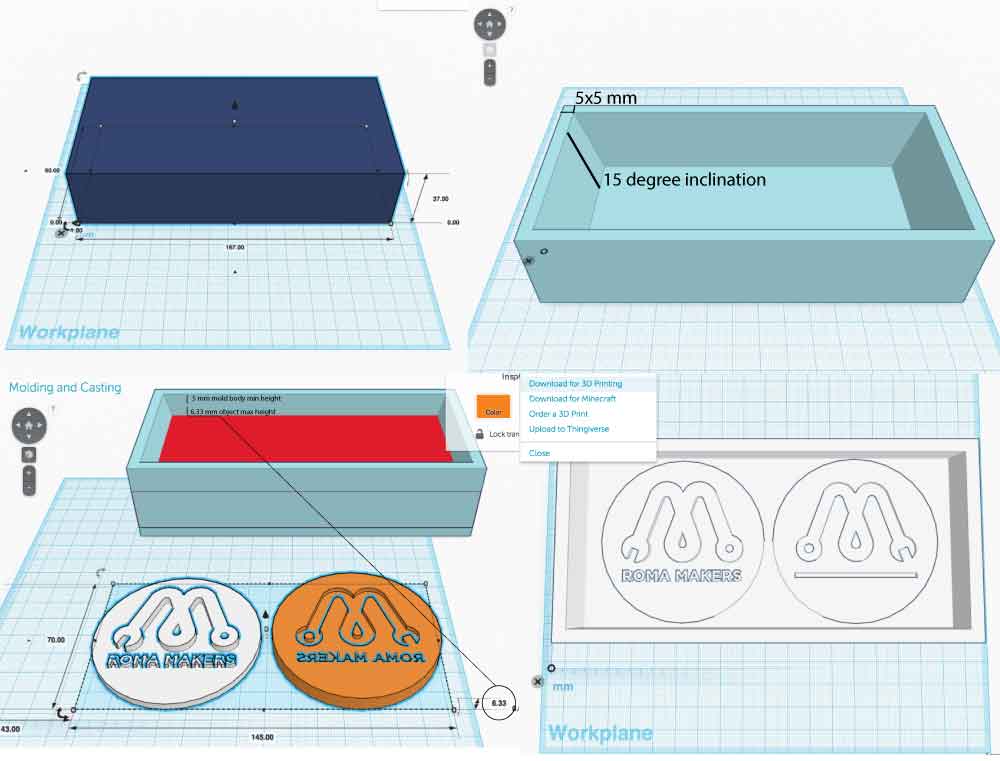 60.00
37.00
0.00
0.00
167.00
Workplane
5x5 mm
15 degree inclination
Molding and Casting
5 mm mold body min height
6.33 mm object max height
Color
Lock tran
Download for 3D Printing
Download for Minecraft
Order a 3D Print
Upload to Thingiverse
Close
70.00
ROMA MAKERS
ROMA MAKERS
6.33
43.00
145.00
ROMA MAKERS
mm
Workplane